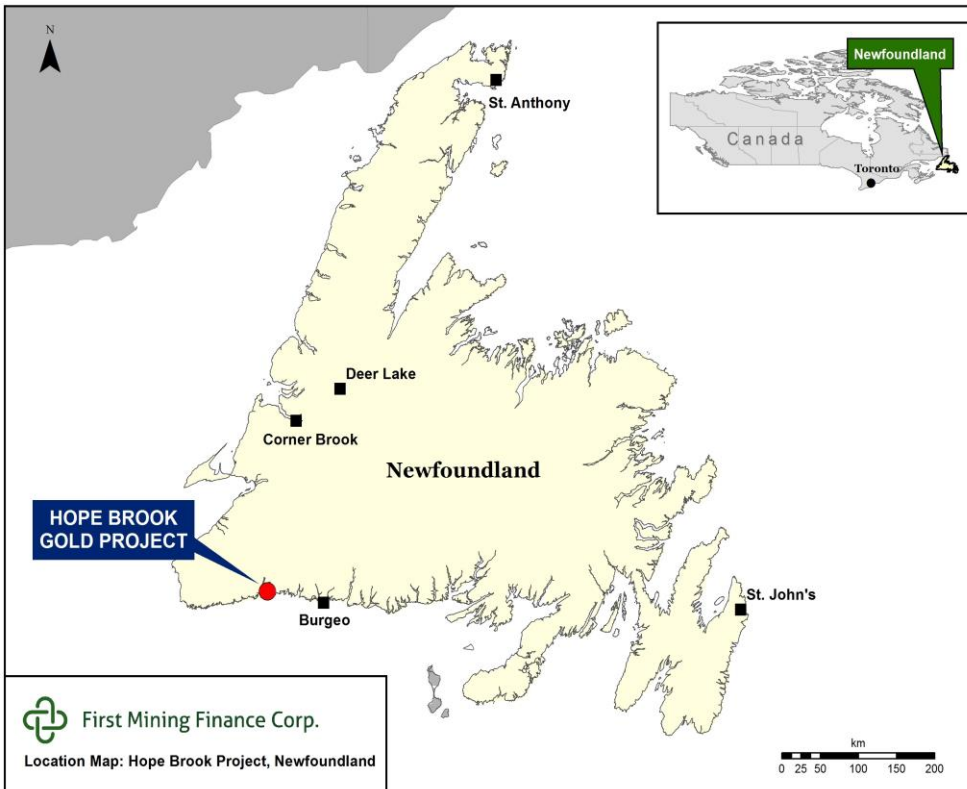 N
St. Anthony
Newfoundland
Canada
Toronto
Deer Lake
Corner Brook
Newfoundland
HOPE BROOK
GOLD PROJECT
Burgeo
St. John's
First Mining Finance Corp.
Location Map: Hope Brook Project, Newfoundland
km
0 25 50 100 150 200